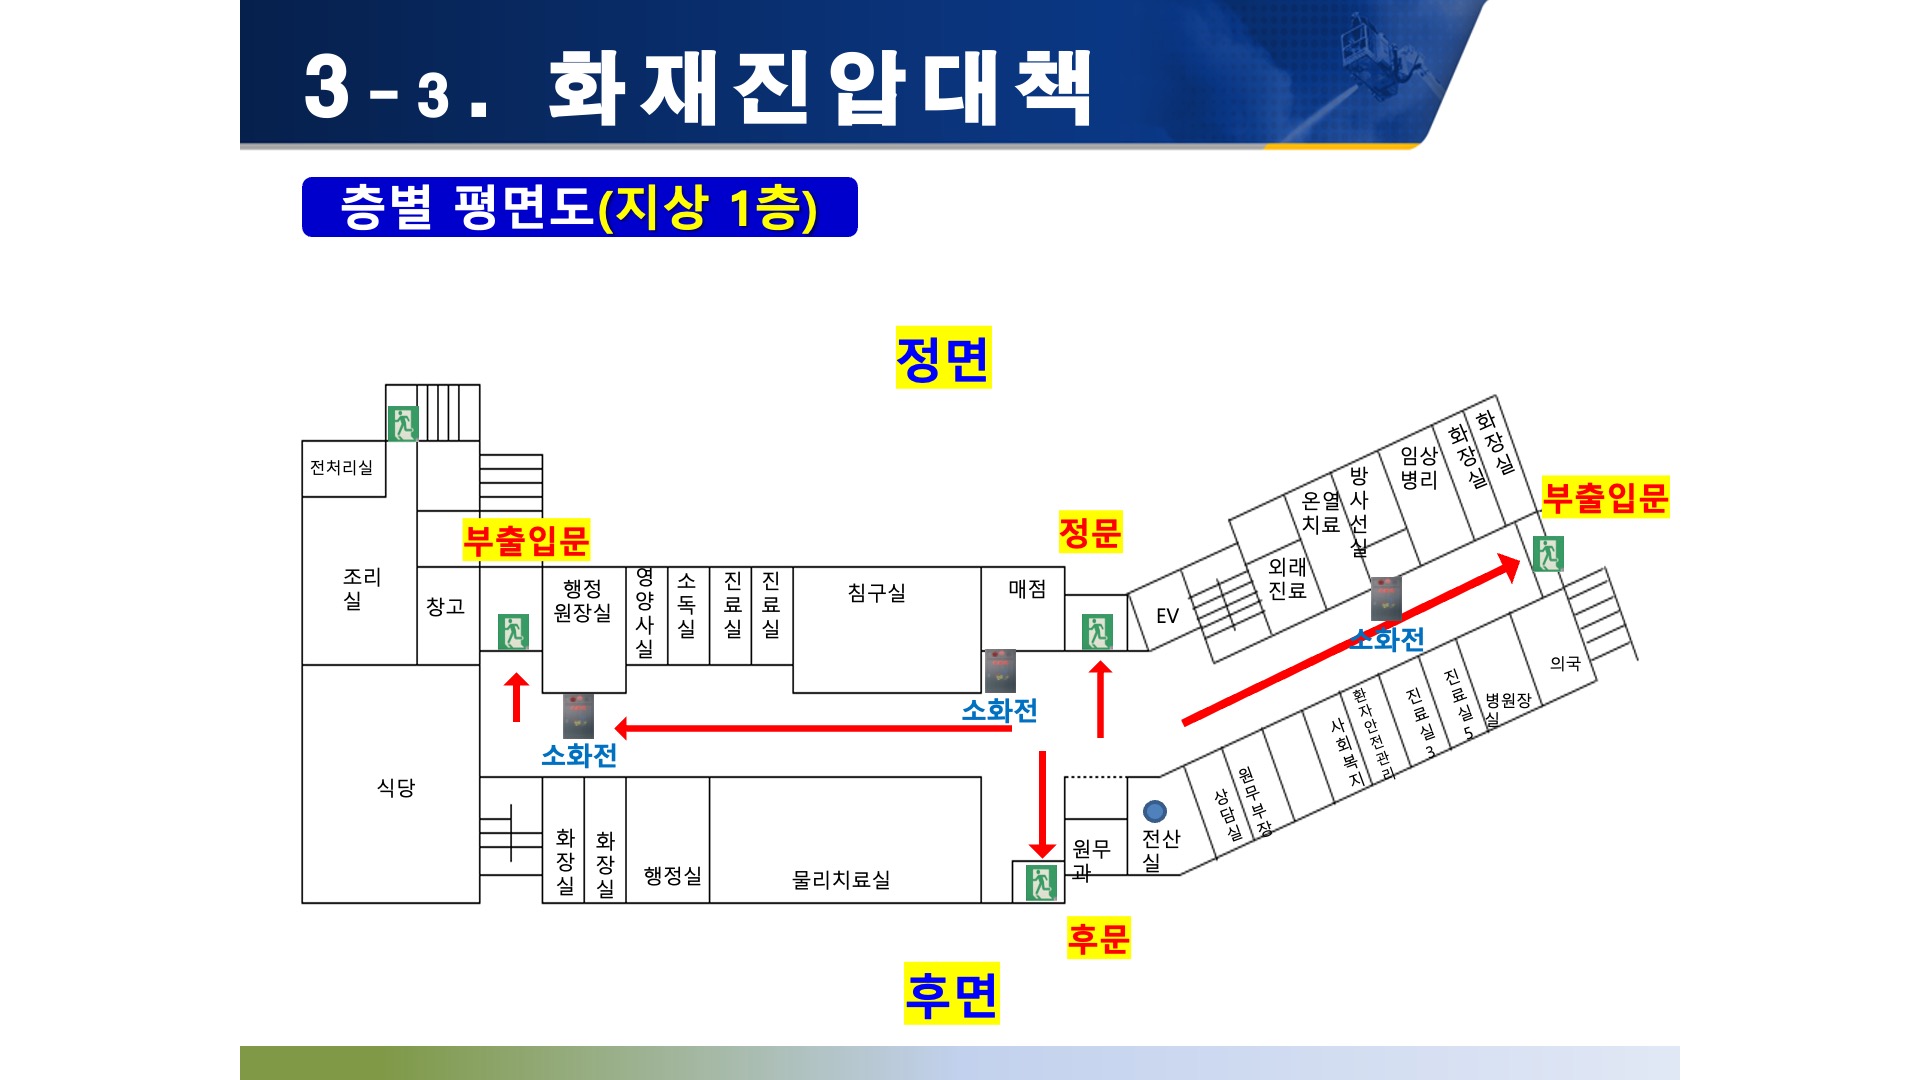 3-3. 화재진압대책
층별 평면도(지상 1층)
정면
전처리실
조리
실
창고
식당
부출입문
행정
원장실
영양사실
소독실
진료실
진료실
침구실
매점
정문
EV
외래
진료
온열
치료
방사선실
임상
병리
화장실
화장실
부출입문
소화전
소화전
소화전
의국
병원장
실
진료실5
진료실3
환자안전관리
사회복지
원무부장
상담실
전산
실
원무
과
화장실
화장실
행정실
물리치료실
후문
후면